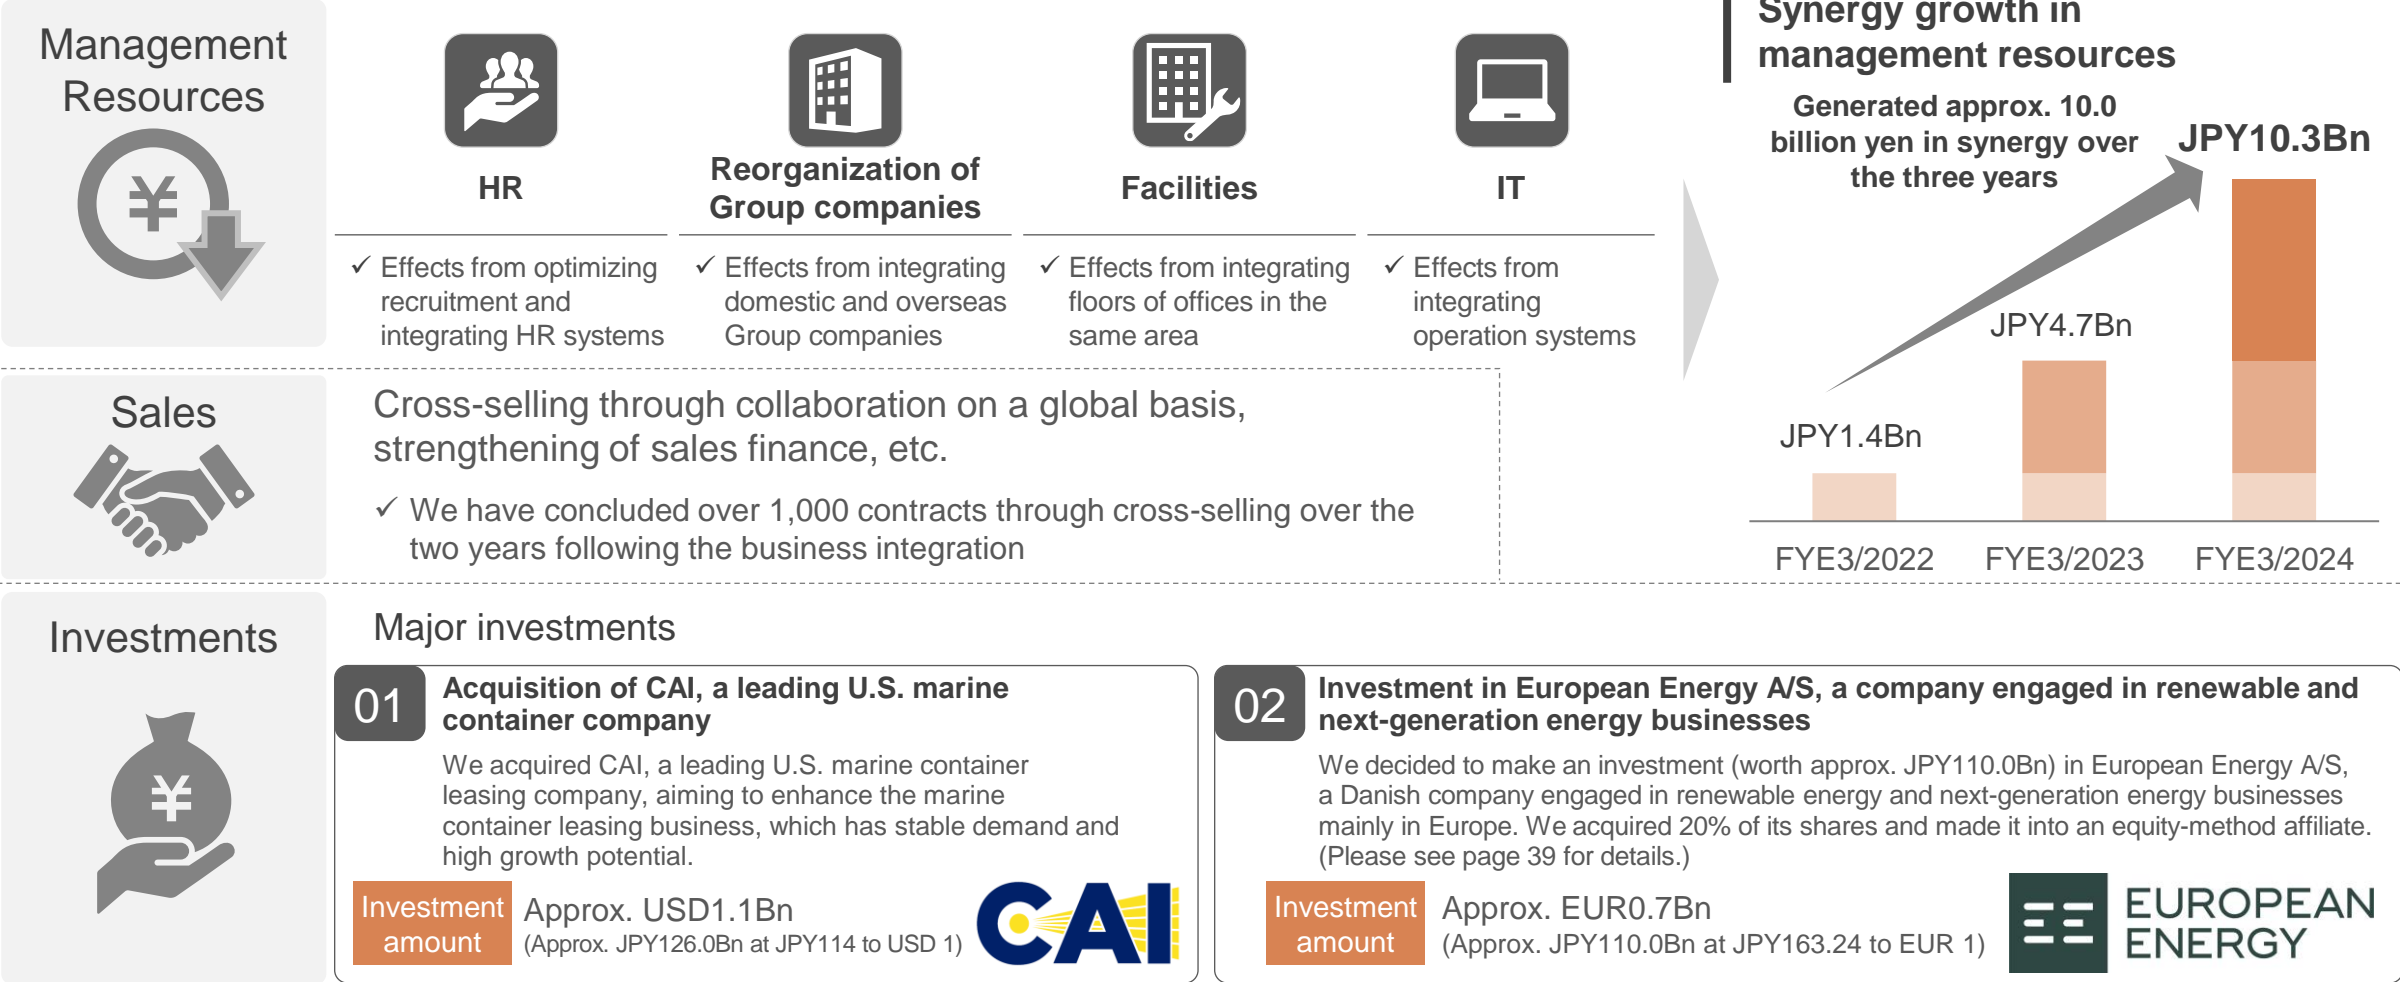 Management
Resources
¥
HR
Reorganization of
Group companies
Facilities
IT
✓ Effects from optimizing
recruitment and
integrating HR systems
✓ Effects from integrating
domestic and overseas
Group companies
✓ Effects from integrating
floors of offices in the
same area
✓ Effects from
integrating
operation systems
Synergy growth in
management resources
Generated approx. 10.0
billion yen in synergy over
the three years
JPY10.3Bn
JPY4.7Bn
JPY1.4Bn
FYE3/2022
FYE3/2023
FYE3/2024
Sales
Cross-selling through collaboration on a global basis,
strengthening of sales finance, etc.
✓ We have concluded over 1,000 contracts through cross-selling over the
two years following the business integration
Investments
¥
Major investments
01
Acquisition of CAI, a leading U.S. marine
container company
We acquired CAI, a leading U.S. marine container
leasing company, aiming to enhance the marine
container leasing business, which has stable demand and
high growth potential.
Investment
amount
Approx. USD1.1Bn
(Approx. JPY126.0Bn at JPY114 to USD 1)
CAI
02
Investment in European Energy A/S, a company engaged in renewable and
next-generation energy businesses
We decided to make an investment (worth approx. JPY110.0Bn) in European Energy A/S,
a Danish company engaged in renewable energy and next-generation energy businesses
mainly in Europe. We acquired 20% of its shares and made it into an equity-method affiliate.
(Please see page 39 for details.)
Investment
amount
Approx. EUR0.7Bn
(Approx. JPY110.0Bn at JPY163.24 to EUR 1)
EUROPEAN
ENERGY